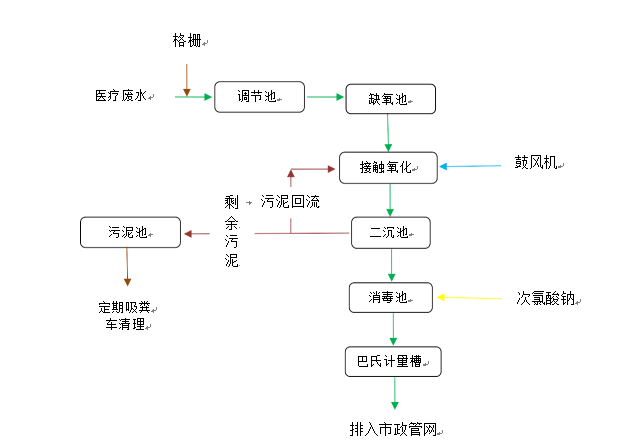 格栅
医疗废水
调节池
缺氧池
接触氧化
鼓风机
剩余污泥
污泥回流
污泥池
二沉池
定期吸粪
车清理
消毒池
次氯酸钠
巴氏计量槽
排入市政管网